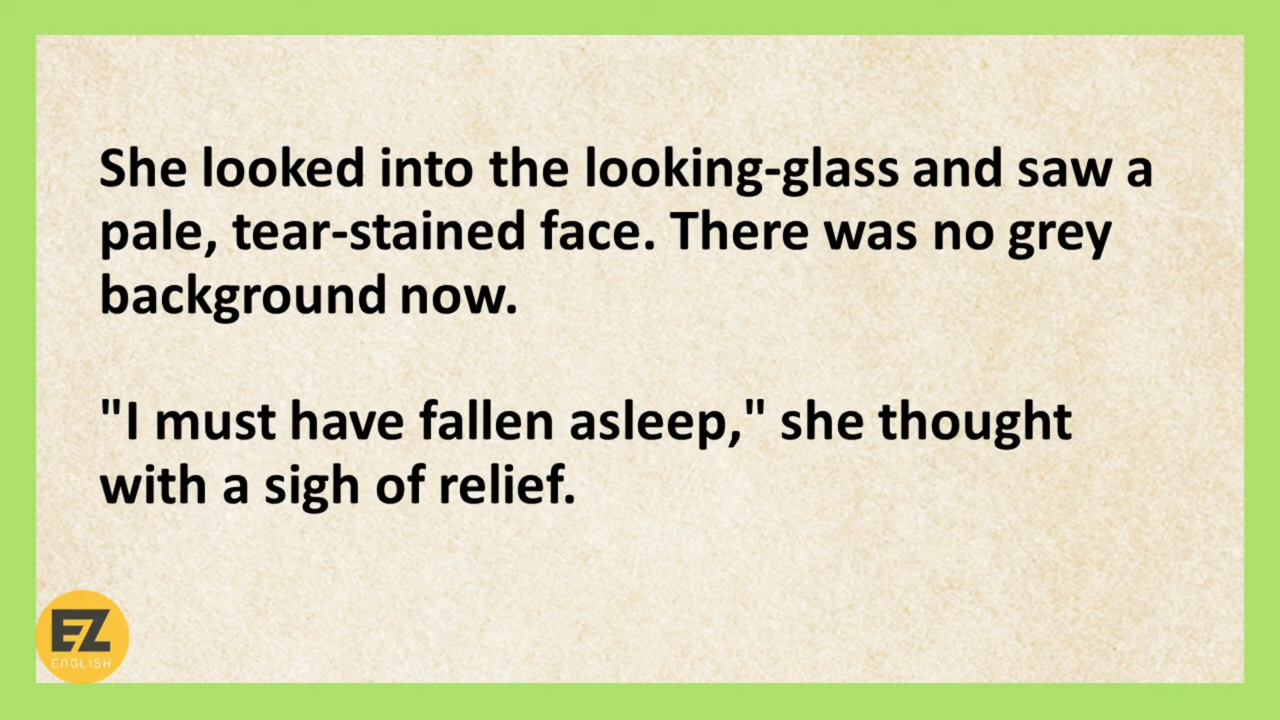 She looked into the looking-glass and saw a
pale, tear-stained face. There was no grey
background now.
"I must have fallen asleep," she thought
with a sigh of relief.
EZ
ENGLISH